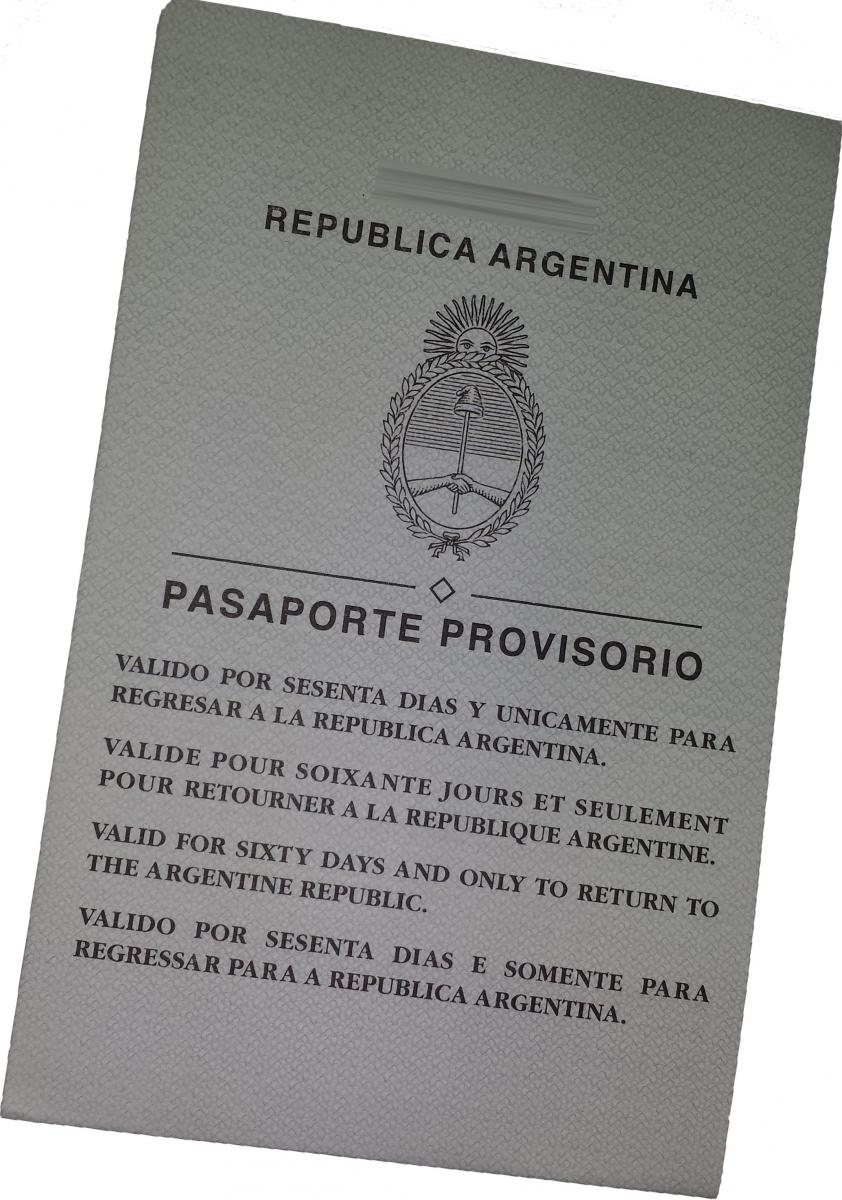 REPUBLICA ARGENTINA
PASAPORTE PROVISORIO
VALIDO POR SESENTA DIAS Y UNICAMENTE PARA
REGRESAR A LA REPUBLICA ARGENTINA.
VALIDE POUR SOIXANTE JOURS ET SEULEMENT
POUR RETOURNER A LA REPUBLIQUE ARGENTINE.
VALID FOR SIXTY DAYS AND ONLY TO RETURN TO
THE ARGENTINE REPUBLIC.
VALIDO POR SESENTA DIAS E SOMENTE PARA
REGRESSAR PARA A REPUBLICA ARGENTINA.